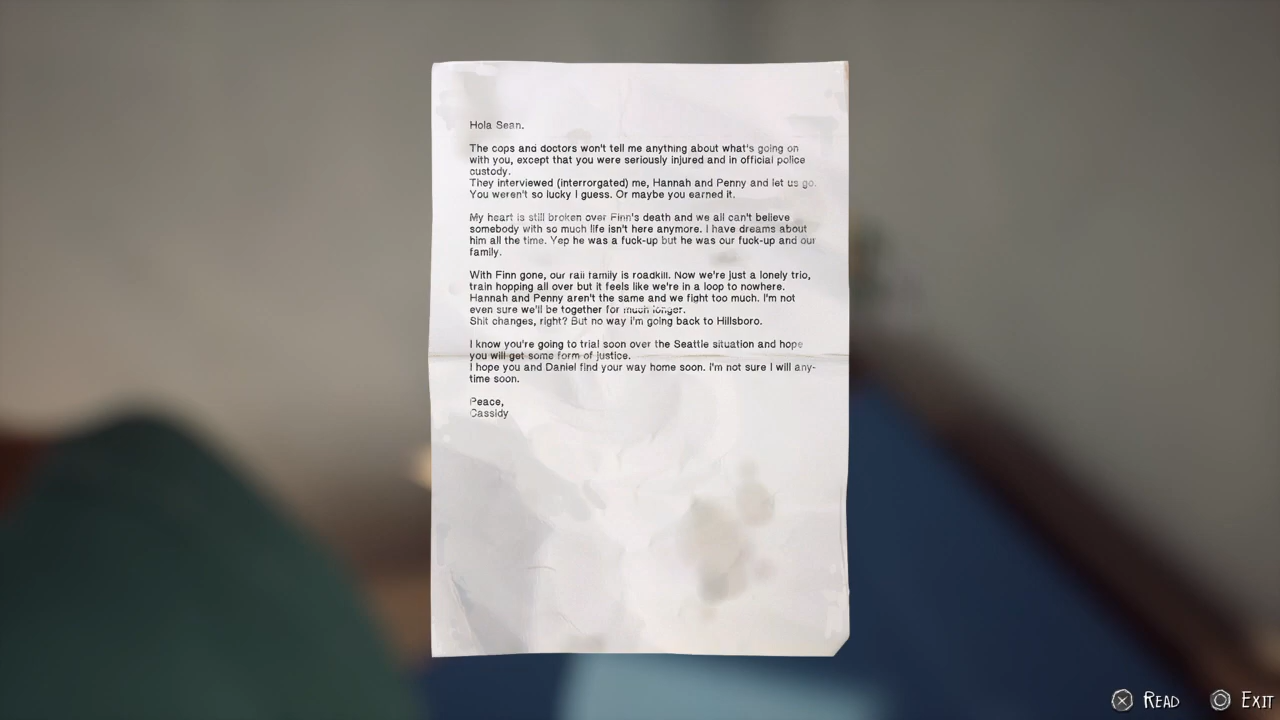 Hola Sean.
The cops and doctors won't tell me anything about what's going on
with you, except that you were seriously injured and in official police
custody.
They interviewed (interrorgated) me, Hannah and Penny and let us go.
You weren't so lucky I guess. Or maybe you earned it.
My heart is still broken over Finn's death and we all can't believe
somebody with so much life isn't here anymore. I have dreams about
him all the time. Yep he was a fuck-up but he was our fuck-up and our
family.
With Finn gone, our rail family is roadkill. Now we're just a lonely trio,
train hopping all over but it feels like we're in a loop to nowhere.
Hannah and Penny aren't the same and we fight too much. I'm not
even sure we'll be together for much longer.
Shit changes, right? But no way i'm going back to Hillsboro.
I know you're going to trial soon over the Seattle situation and hope
you will get some form of justice.
I hope you and Daniel find your way home soon. i'm not sure I will any-
time soon.
Peace,
Cassidy
READ EXIT